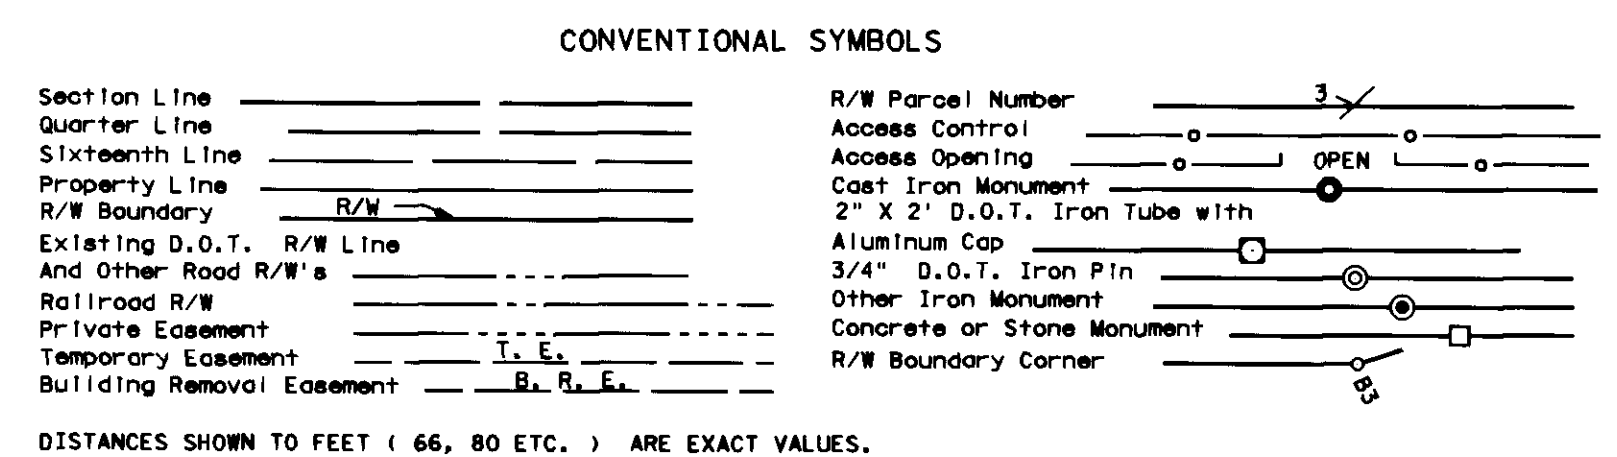 CONVENTIONAL SYMBOLS
Section Line
Quarter Line
Sixteenth Line
Property Line
R/W Boundary R/W
Existing D.O.T. R/W Line
And Other Road R/W's
Railroad R/W
Private Easement
Temporary Easement T. E.
Building Removal Easement B. R. E.
R/W Parcel Number 3
Access Control
Access Opening OPEN
Cast Iron Monument
2" X 2' D.O.T. Iron Tube with
Aluminum Cap
3/4" D.O.T. Iron Pin
Other Iron Monument
Concrete or Stone Monument
R/W Boundary Corner
B3
DISTANCES SHOWN TO FEET ( 66, 80 ETC. ) ARE EXACT VALUES.